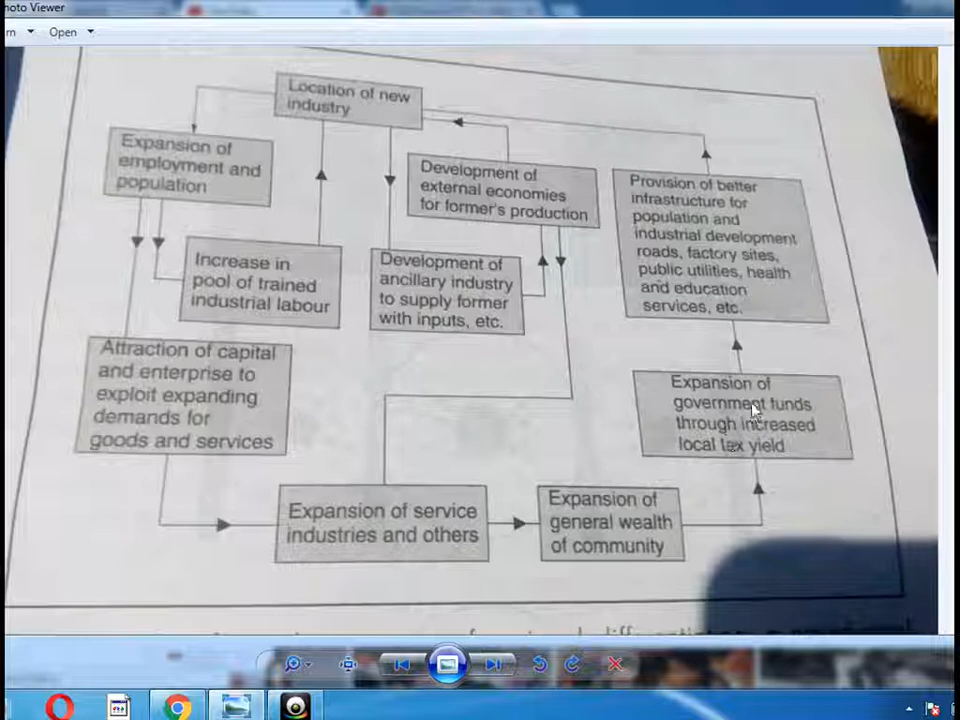 hoto Viewer
Open
Location of new
industry
Expansion of
employment and
population
Development of
external economies
for former's production
Provision of better
infrastructure for
population and
industrial development
roads, factory sites,
public utilities, health
and education
services, etc.
Increase in
pool of trained
industrial labour
Development of
ancillary industry
to supply former
with inputs, etc.
Attraction of capital
and enterprise to
exploit expanding
demands for
goods and services
Expansion of
government funds
through increased
local tax yield
Expansion of service
industries and others
Expansion of
general wealth
of community